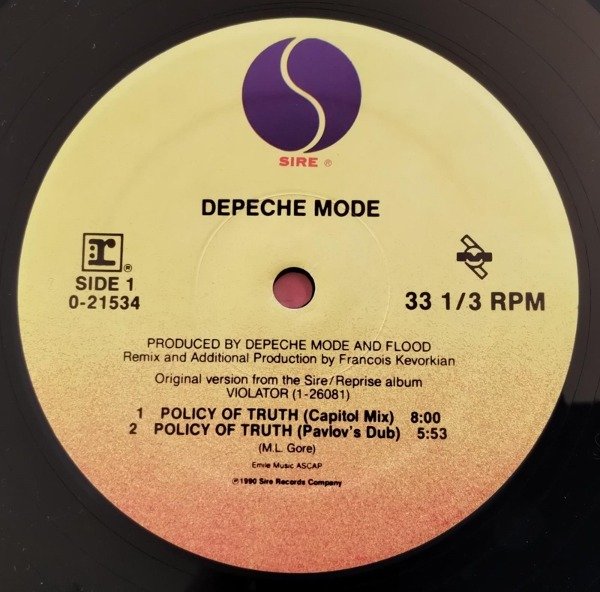 SIRE ®
DEPECHE MODE
r ®
SIDE 1
0-21534
33 1/3 RPM
PRODUCED BY DEPECHE MODE AND FLOOD
Remix and Additional Production by Francois Kevorkian
Original version from the Sire/Reprise album
VIOLATOR (1-26081)
1 POLICY OF TRUTH (Capitol Mix) 8:00
2 POLICY OF TRUTH (Pavlov's Dub) 5:53
(M.L. Gore)
Emile Music ASCAP
℗1990 Sire Records Company